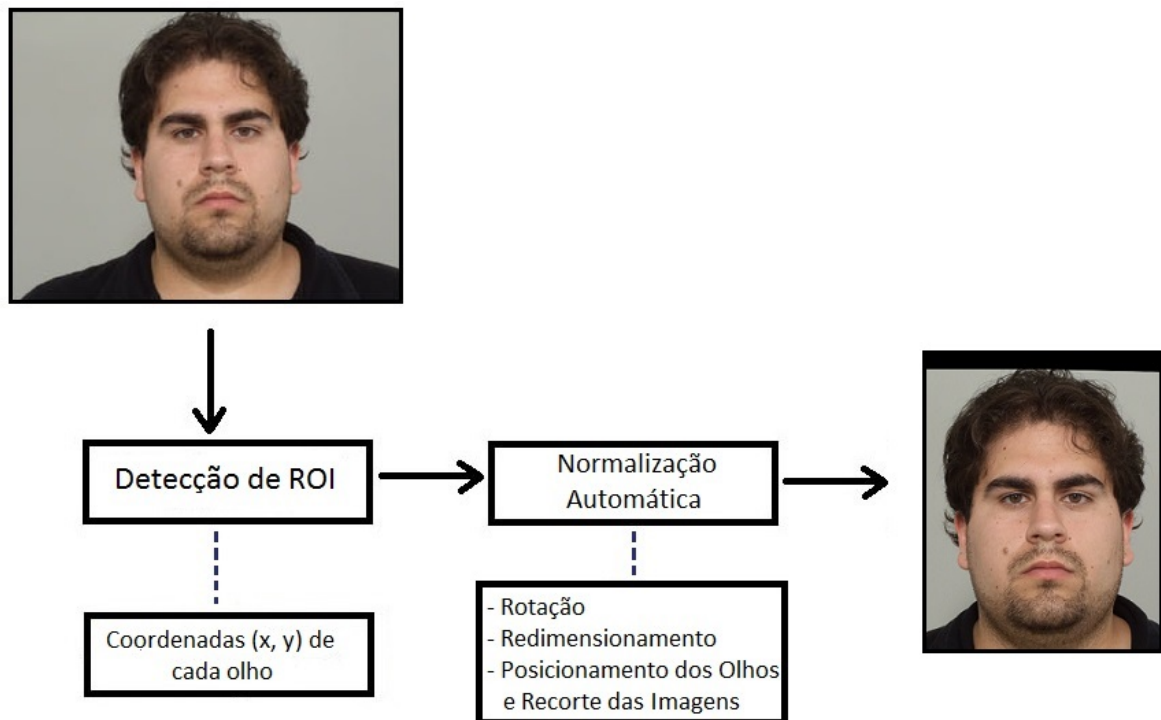 Detecção de ROI
Normalização
Automática
Coordenadas (x, y) de
cada olho
- Rotação
- Redimensionamento
- Posicionamento dos Olhos
e Recorte das Imagens